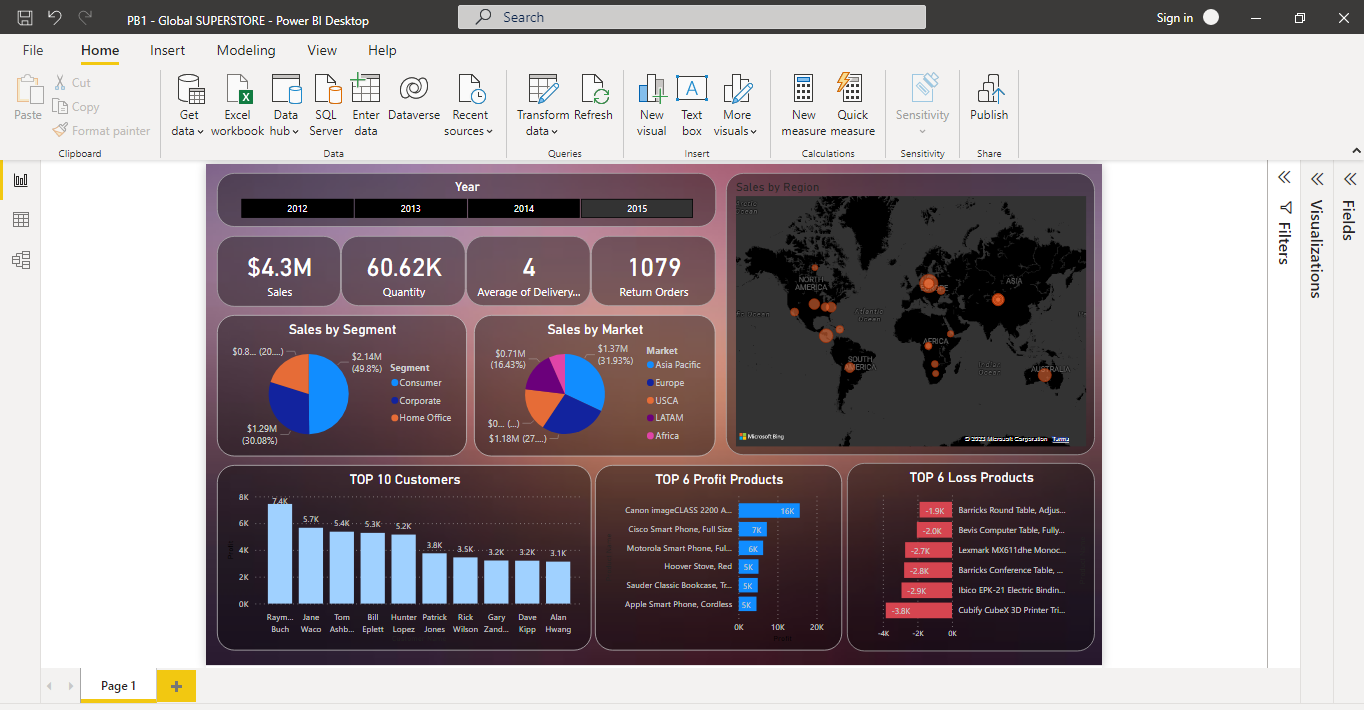 PB1 - Global SUPERSTORE - Power BI Desktop
Search
Sign in
File Home Insert Modeling View Help
Paste
Cut
Copy
Format painter
Clipboard
Get data
Excel workbook
Data hub
SQL Server
Enter data
Dataverse
Recent sources
Data
Transform data
Refresh
Queries
New visual
Text box
More visuals
Insert
New measure
Quick measure
Calculations
Sensitivity
Sensitivity
Publish
Share
Year
2012 2013 2014 2015
$4.3M
Sales
60.62K
Quantity
4
Average of Delivery...
1079
Return Orders
Sales by Segment
$0.8... (20....)
$2.14M
(49.8%)
$1.29M
(30.08%)
Segment
Consumer
Corporate
Home Office
Sales by Market
$0.71M
(16.43%)
$1.37M
(31.93%)
$0... (...)
$1.18M (27....)
Market
Asia Pacific
Europe
USCA
LATAM
Africa
Sales by Region
NORTH
AMERICA
ASIA
Atlantic
Ocean
AFRICA
SOUTH
AMERICA
Indian
Ocean
AUSTRALIA
Microsoft Bing
Microsoft Corporation Terms
TOP 10 Customers
8K
6K
4K
2K
0K
7.4K 5.7K 5.4K 5.3K 5.2K 3.8K 3.5K 3.2K 3.2K 3.1K
Raym... Jane Tom Bill Hunter Patrick Rick Gary Dave Alan
Buch Waco Ashb... Eplett Lopez Jones Wilson Zand... Kipp Hwang
TOP 6 Profit Products
Canon imageCLASS 2200 A... 16K
Cisco Smart Phone, Full Size 7K
Motorola Smart Phone, Ful... 6K
Hoover Stove, Red 5K
Sauder Classic Bookcase, Tr... 5K
Apple Smart Phone, Cordless 5K
0K 10K 20K
Profit
TOP 6 Loss Products
-1.9K Barricks Round Table, Adjus...
-2.0K Bevis Computer Table, Fully...
-2.7K Lexmark MX611dhe Monoc...
-2.8K Barricks Conference Table, ...
-2.9K Ibico EPK-21 Electric Bindin...
-3.8K Cubify CubeX 3D Printer Tri...
-4K -2K 0K
Filters
Visualizations
Fields
Page 1